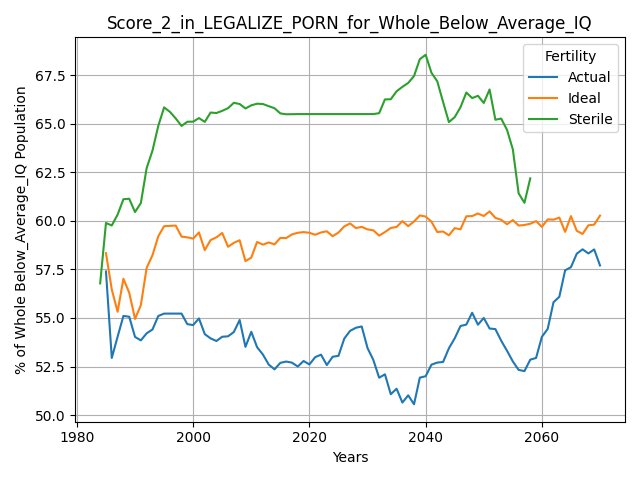 Score_2_in_LEGALIZE_PORN_for_Whole_Below_Average_IQ
% of Whole Below_Average_IQ Population
67.5
65.0
62.5
60.0
57.5
55.0
52.5
50.0
Fertility
Actual
Ideal
Sterile
1980
2000
2020
2040
2060
Years